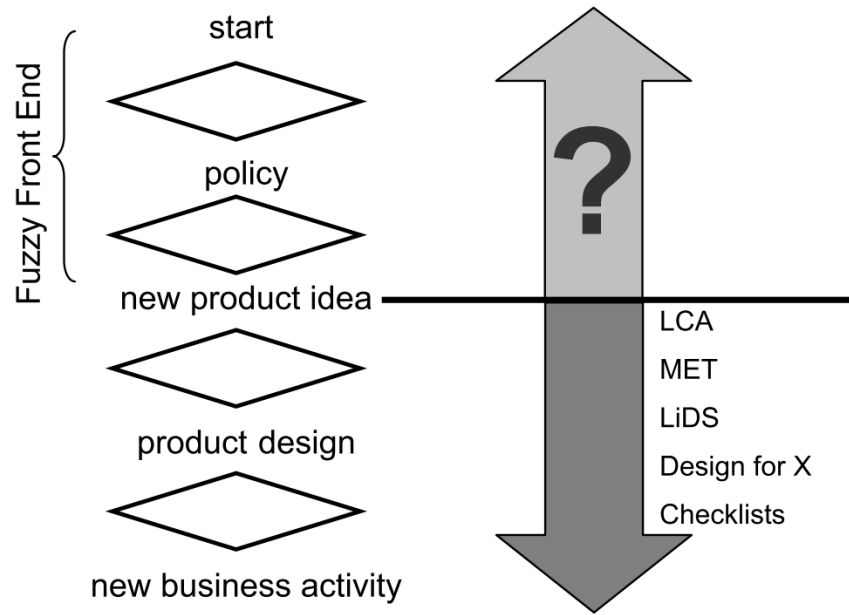 start
Fuzzy Front End
policy
?
new product idea
LCA
MET
LiDS
product design
Design for X
Checklists
new business activity